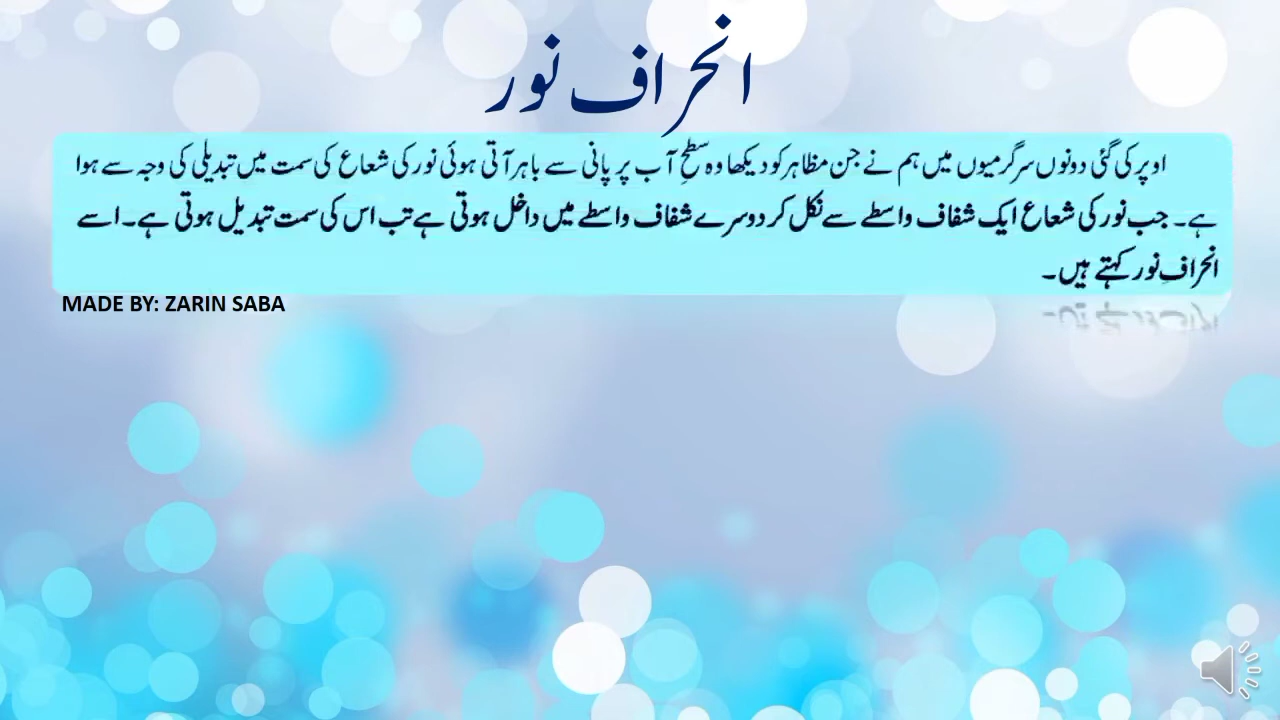 انحراف نور
اوپر کی گئی دونوں سرگرمیوں میں ہم نے جن مظاہر کو دیکھا وہ سطحِ آب پر پانی سے باہر آتی ہوئی نور کی شعاع کی سمت میں تبدیلی کی وجہ سے ہوا
ہے۔ جب نور کی شعاع ایک شفاف واسطے سے نکل کر دوسرے شفاف واسطے میں داخل ہوتی ہے تب اس کی سمت تبدیل ہوتی ہے۔ اسے
انحرافِ نور کہتے ہیں۔
MADE BY: ZARIN SABA